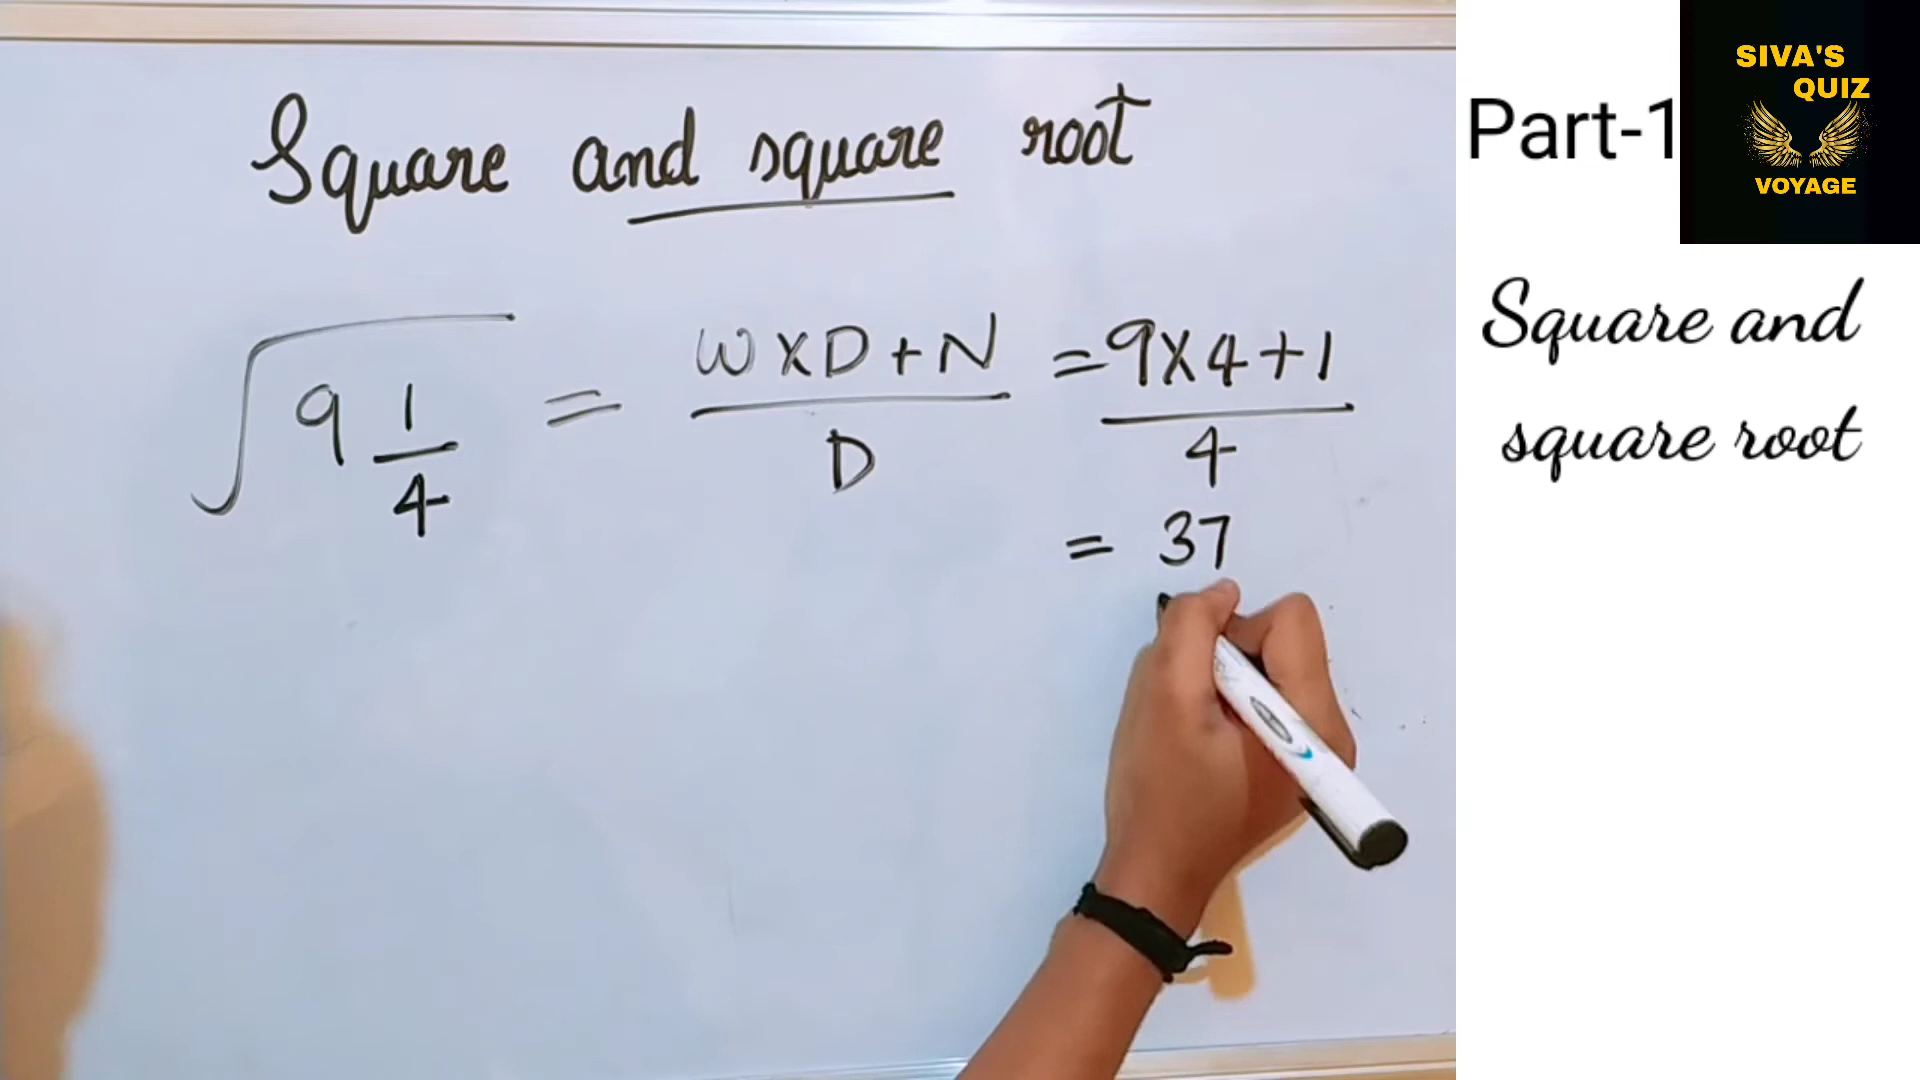 Square and square root
√9 1/4 = W X D + N / D = 9 X 4 + 1 / 4
= 37
Part-1
SIVA'S
QUIZ
VOYAGE
Square and
square root